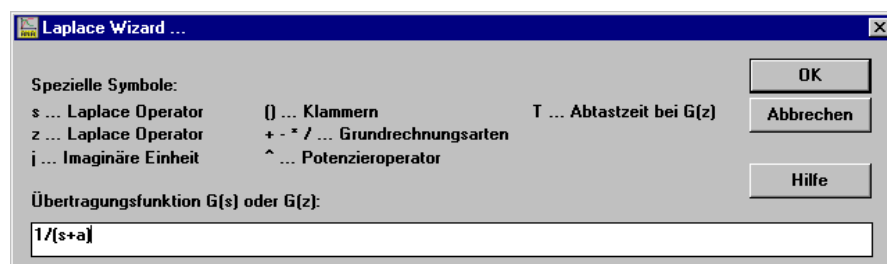 Laplace Wizard ...
Spezielle Symbole:
OK
s ... Laplace Operator () ... Klammern T ... Abtastzeit bei G(z)
Abbrechen
z ... Laplace Operator + - * / ... Grundrechnungsarten
j ... Imaginäre Einheit ^ ... Potenzieroperator
Hilfe
Übertragungsfunktion G(s) oder G(z):
1/(s+a)